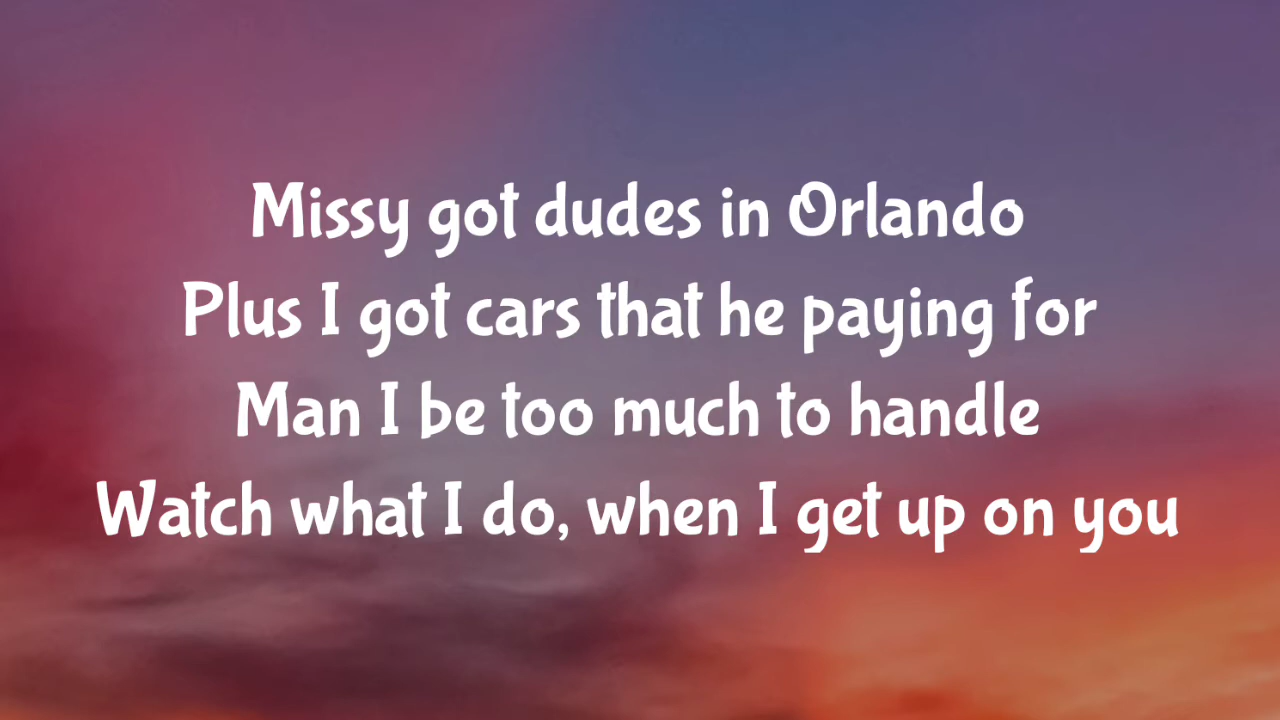 Missy got dudes in Orlando
Plus I got cars that he paying for
Man I be too much to handle
Watch what I do, when I get up on you